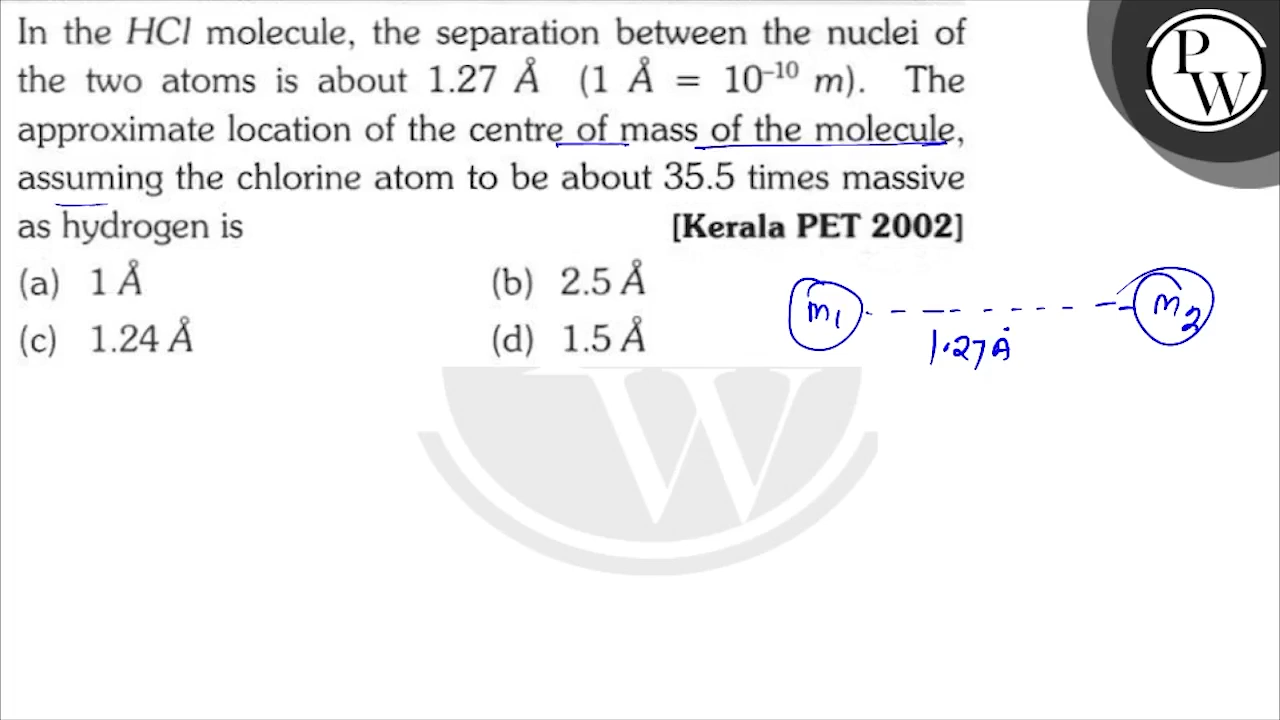 In the HCl molecule, the separation between the nuclei of
the two atoms is about 1.27 Å (1 Å = 10⁻¹⁰ m). The
approximate location of the centre of mass of the molecule,
assuming the chlorine atom to be about 35.5 times massive
as hydrogen is [Kerala PET 2002]
(a) 1 Å (b) 2.5 Å
(c) 1.24 Å (d) 1.5 Å
m₁ m₂
1.27 Å
P
W
W